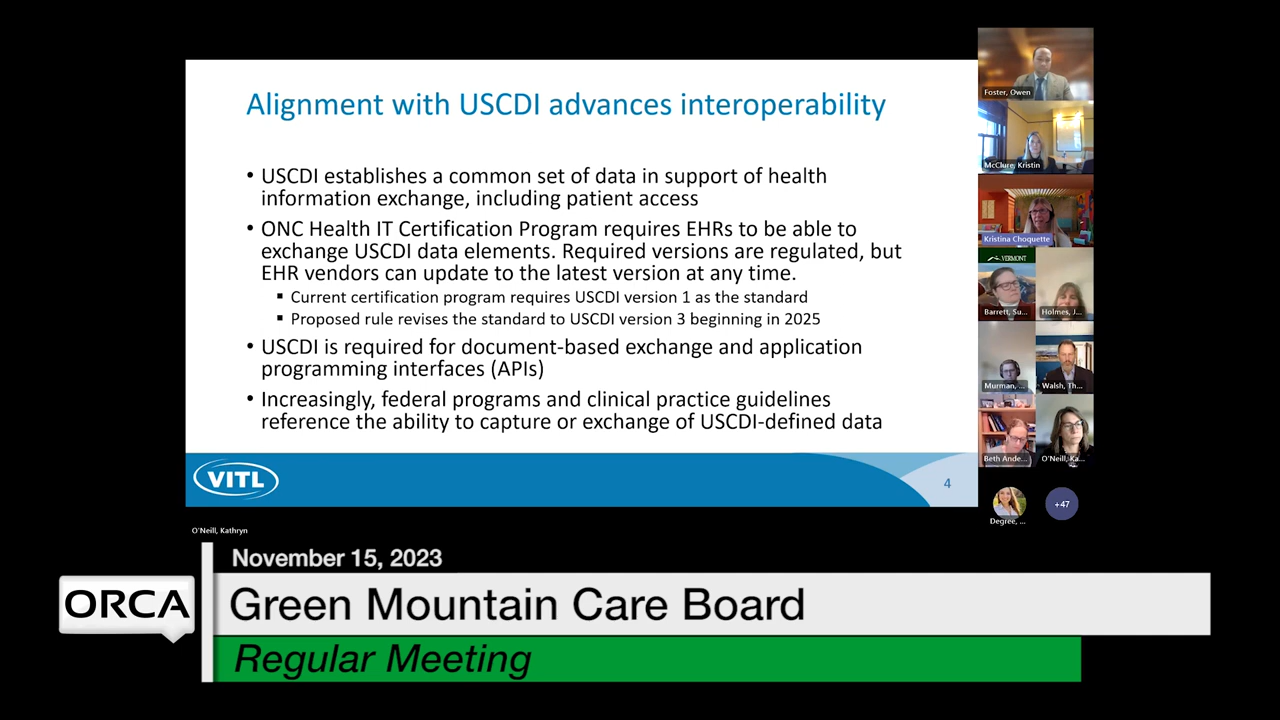 Alignment with USCDI advances interoperability
• USCDI establishes a common set of data in support of health
information exchange, including patient access
• ONC Health IT Certification Program requires EHRs to be able to
exchange USCDI data elements. Required versions are regulated, but
EHR vendors can update to the latest version at any time.
▪ Current certification program requires USCDI version 1 as the standard
▪ Proposed rule revises the standard to USCDI version 3 beginning in 2025
• USCDI is required for document-based exchange and application
programming interfaces (APIs)
• Increasingly, federal programs and clinical practice guidelines
reference the ability to capture or exchange of USCDI-defined data
VITL
4
Foster, Owen
McClure, Kristin
Kristina Choquette
VERMONT
Barrett, Su...
Holmes, J...
Murman, ...
Walsh, Th...
Beth Ande...
O'Neill, Ka...
Degree, ...
+47
O'Neill, Kathryn
November 15, 2023
ORCA
Green Mountain Care Board
Regular Meeting